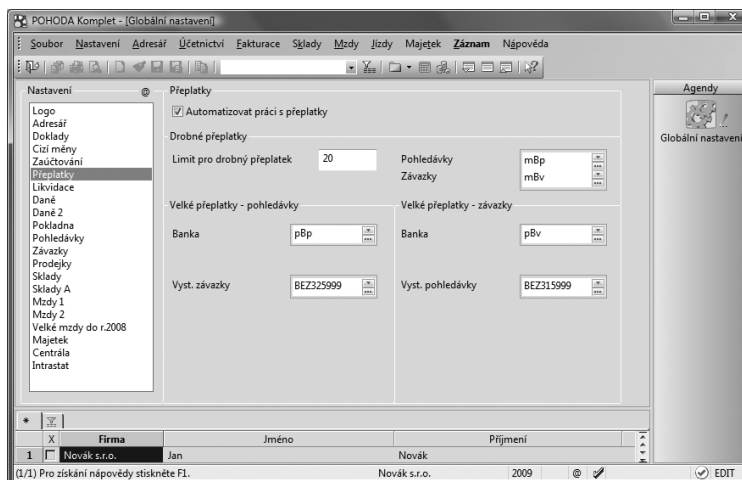 POHODA Komplet - [Globální nastavení]
Soubor Nastavení Adresář Účetnictví Fakturace Sklady Mzdy Jízdy Majetek Záznam Nápověda
Nastavení @
Logo
Adresář
Doklady
Cizí měny
Zaúčtování
Přeplatky
Likvidace
Daně
Daně 2
Pokladna
Pohledávky
Závazky
Prodejky
Sklady
Sklady A
Mzdy 1
Mzdy 2
Velké mzdy do r.2008
Majetek
Centrála
Intrastat
Přeplatky
Automatizovat práci s přeplatky
Drobné přeplatky
Limit pro drobný přeplatek 20
Pohledávky mBp
Závazky mBv
Velké přeplatky - pohledávky
Banka pBp
Vyst. závazky BEZ325999
Velké přeplatky - závazky
Banka pBv
Vyst. pohledávky BEZ315999
Agendy
Globální nastavení
*
X Firma Jméno Příjmení
1 Novák s.r.o. Jan Novák
(1/1) Pro získání nápovědy stiskněte F1. Novák s.r.o. 2009 @ EDIT